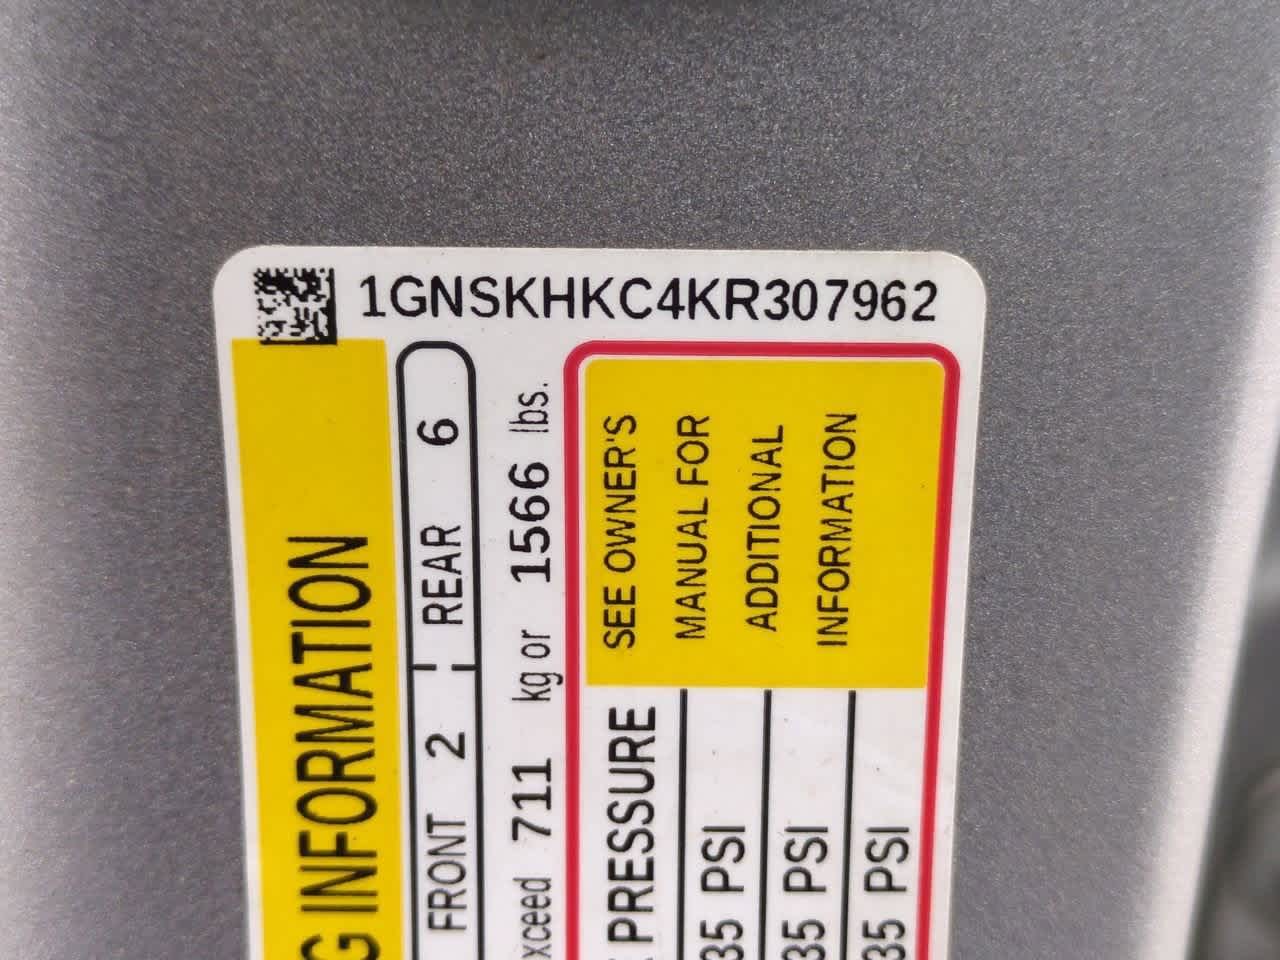 1GNSKHKC4KR307962
G INFORMATION
FRONT 2 REAR 6
xceed 711 kg or 1566 lbs.
PRESSURE
SEE OWNER'S
MANUAL FOR
ADDITIONAL
INFORMATION
35 PSI
35 PSI
35 PSI